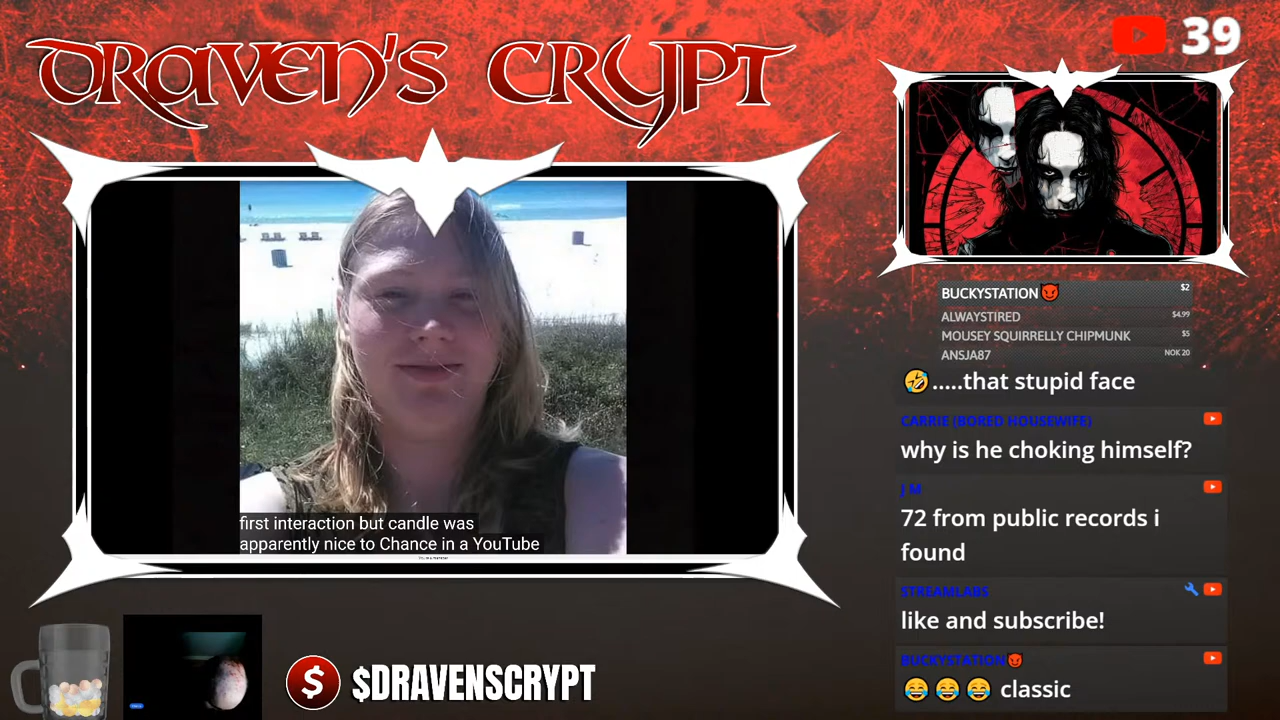 DRAVEN'S CRYPT
39
first interaction but candle was
apparently nice to Chance in a YouTube
BUCKYSTATION😈 $2
ALWAYSTIRED $4.99
MOUSEY SQUIRRELLY CHIPMUNK $5
ANSJA87 NOK 20
🤣.....that stupid face
CARRIE (BORED HOUSEWIFE)
why is he choking himself?
J M
72 from public records i
found
STREAMLABS
like and subscribe!
BUCKYSTATION😈
😂 😂 😂 classic
$ $DRAVENSCRYPT